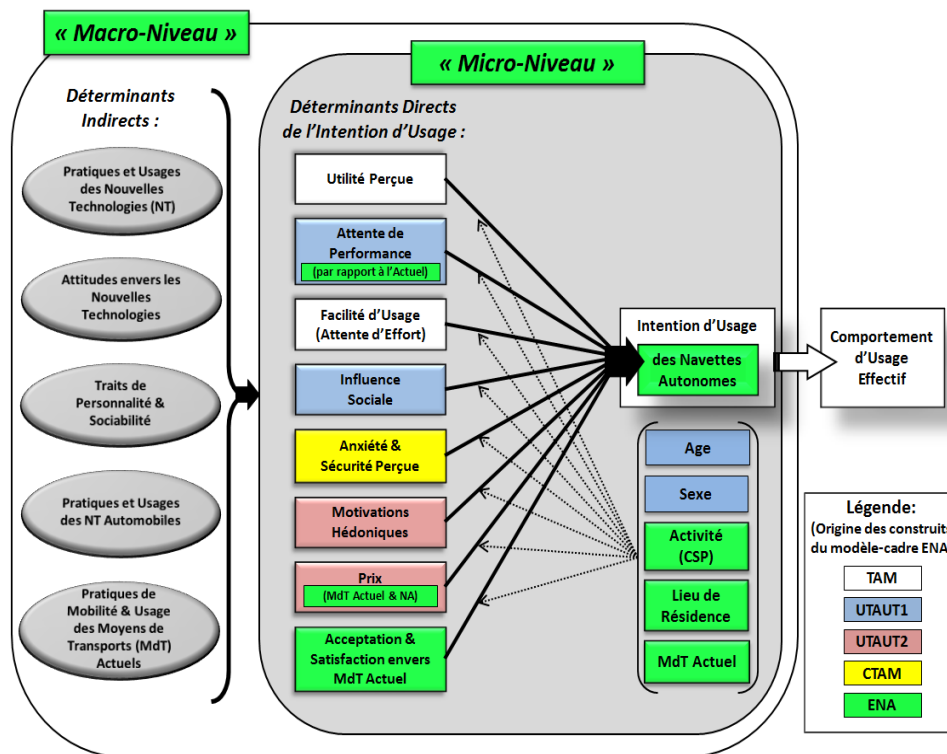 « Macro-Niveau »
« Micro-Niveau »
Déterminants
Indirects :
Pratiques et Usages
des Nouvelles
Technologies (NT)
Attitudes envers les
Nouvelles
Technologies
Traits de
Personnalité &
Sociabilité
Pratiques et Usages
des NT Automobiles
Pratiques de
Mobilité & Usage
des Moyens de
Transports (MdT)
Actuels
Déterminants Directs
de l'Intention d'Usage :
Utilité Perçue
Attente de
Performance
(par rapport à l'Actuel)
Facilité d'Usage
(Attente d'Effort)
Influence
Sociale
Anxiété &
Sécurité Perçue
Motivations
Hédoniques
Prix
(MdT Actuel & NA)
Acceptation &
Satisfaction envers
MdT Actuel
Intention d'Usage
des Navettes
Autonomes
Age
Sexe
Activité
(CSP)
Lieu de
Résidence
MdT Actuel
Comportement
d'Usage
Effectif
Légende:
(Origine des construits
du modèle-cadre ENA
TAM
UTAUT1
UTAUT2
CTAM
ENA